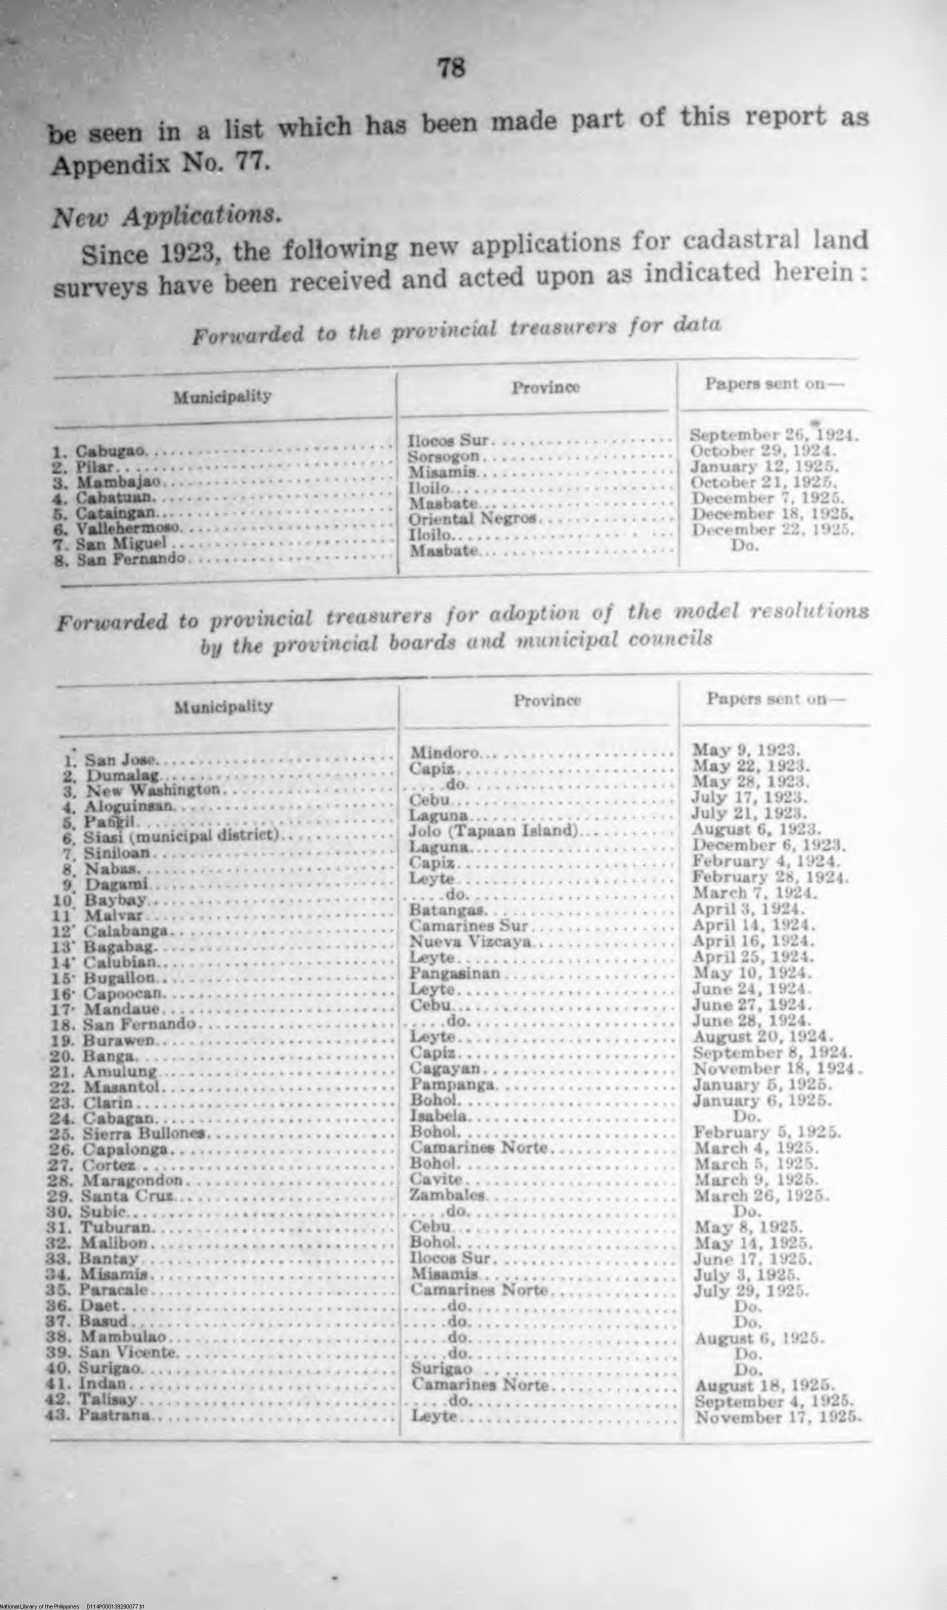 78
be seen in a list which has been made part of this report as
Appendix No. 77.
New Applications.
Since 1923, the following new applications for cadastral land
surveys have been received and acted upon as indicated herein:
Forwarded to the provincial treasurers for data
Municipality Province Papers sent on—
1. Cabugao Ilocos Sur September 26, 1924.
2. Pilar Sorsogon October 29, 1924.
3. Mambajao Misamis January 12, 1925.
4. Cabatuan Iloilo October 21, 1925.
5. Cataingan Masbate December 7, 1925.
6. Vallehermoso Oriental Negros December 18, 1925.
7. San Miguel Iloilo December 22, 1925.
8. San Fernando Masbate Do.
Forwarded to provincial treasurers for adoption of the model resolutions
by the provincial boards and municipal councils
Municipality Province Papers sent on—
1. San Jose Mindoro May 9, 1923.
2. Dumalag Capiz May 22, 1923.
3. New Washington do May 28, 1923.
4. Aloguinsan Cebu July 17, 1923.
5. Pañgil Laguna July 21, 1923.
6. Siasi (municipal district) Jolo (Tapaan Island) August 6, 1923.
7. Siniloan Laguna December 6, 1923.
8. Nabas Capiz February 4, 1924.
9. Dagami Leyte February 28, 1924.
10. Baybay do March 7, 1924.
11. Malvar Batangas April 3, 1924.
12. Calabanga Camarines Sur April 14, 1924.
13. Bagabag Nueva Vizcaya April 16, 1924.
14. Calubian Leyte April 25, 1924.
15. Bugallon Pangasinan May 10, 1924.
16. Capoocan Leyte June 24, 1924.
17. Mandaue Cebu June 27, 1924.
18. San Fernando do June 28, 1924.
19. Burawen Leyte August 20, 1924.
20. Banga Capiz September 8, 1924.
21. Amulung Cagayan November 18, 1924.
22. Masantol Pampanga January 5, 1925.
23. Clarin Bohol January 6, 1925.
24. Cabagan Isabela Do.
25. Sierra Bullones Bohol February 5, 1925.
26. Capalonga Camarines Norte March 4, 1925.
27. Cortez Bohol March 5, 1925.
28. Maragondon Cavite March 9, 1925.
29. Santa Cruz Zambales March 26, 1925.
30. Subic do Do.
31. Tuburan Cebu May 8, 1925.
32. Malibon Bohol May 14, 1925.
33. Bantay Ilocos Sur June 17, 1925.
34. Misamis Misamis July 3, 1925.
35. Paracale Camarines Norte July 29, 1925.
36. Daet do Do.
37. Basud do Do.
38. Mambulao do August 6, 1925.
39. San Vicente do Do.
40. Surigao Surigao Do.
41. Indan Camarines Norte August 18, 1925.
42. Talisay do September 4, 1925.
43. Pastrana Leyte November 17, 1925.
National Library of the Philippines